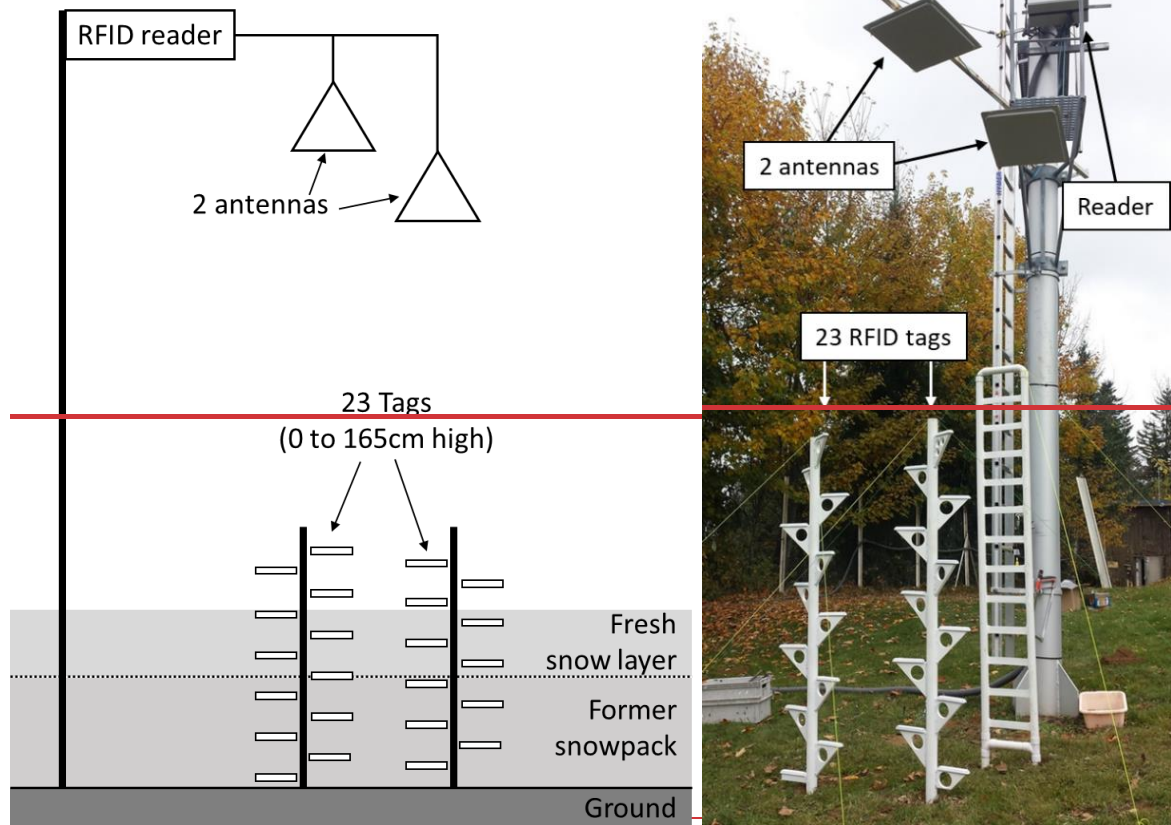 RFID reader
2 antennas
23 Tags
(0 to 165cm high)
Fresh
snow layer
Former
snowpack
Ground
2 antennas
Reader
23 RFID tags